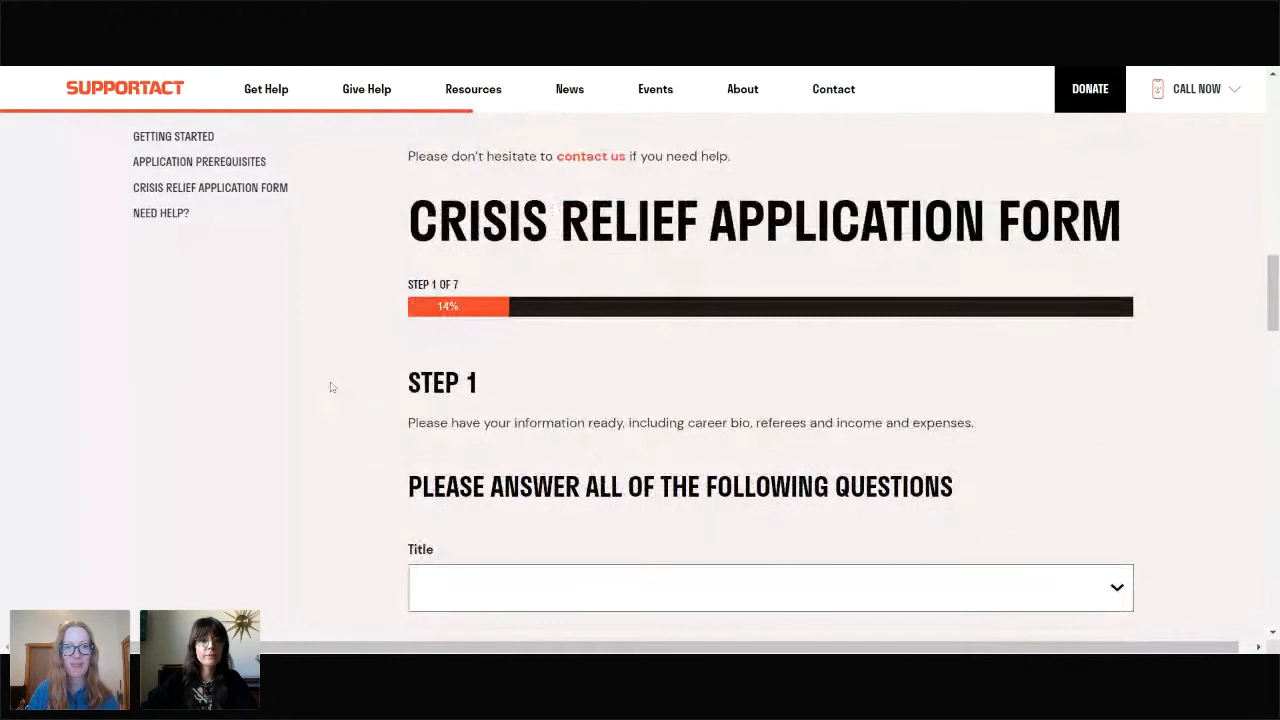 SUPPORTACT
Get Help
Give Help
Resources
News
Events
About
Contact
DONATE
CALL NOW
GETTING STARTED
APPLICATION PREREQUISITES
CRISIS RELIEF APPLICATION FORM
NEED HELP?
Please don't hesitate to contact us if you need help.
CRISIS RELIEF APPLICATION FORM
STEP 1 OF 7
14%
STEP 1
Please have your information ready, including career bio, referees and income and expenses.
PLEASE ANSWER ALL OF THE FOLLOWING QUESTIONS
Title